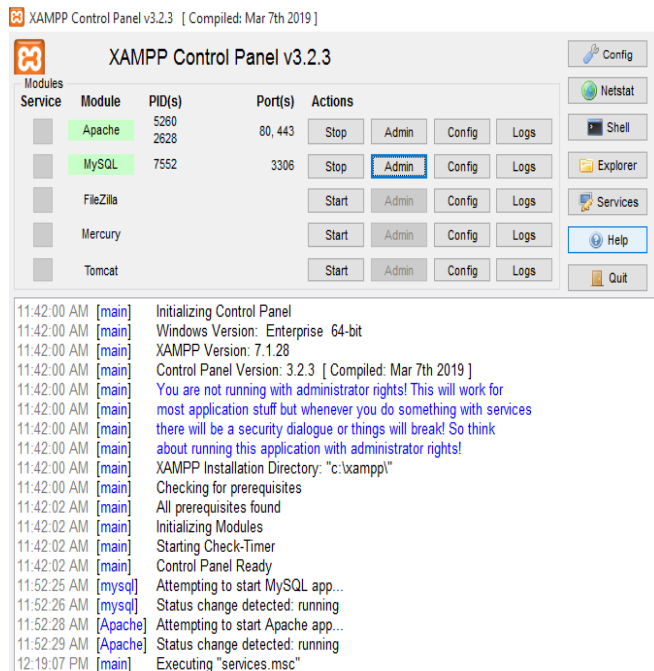 XAMPP Control Panel v3.2.3 [ Compiled: Mar 7th 2019 ]
XAMPP Control Panel v3.2.3
Config
Modules
Service Module PID(s) Port(s) Actions
Netstat
Apache 5260 2628 80, 443 Stop Admin Config Logs
Shell
MySQL 7552 3306 Stop Admin Config Logs
Explorer
FileZilla Start Admin Config Logs
Services
Mercury Start Admin Config Logs
Help
Tomcat Start Admin Config Logs
Quit
11:42:00 AM [main] Initializing Control Panel
11:42:00 AM [main] Windows Version: Enterprise 64-bit
11:42:00 AM [main] XAMPP Version: 7.1.28
11:42:00 AM [main] Control Panel Version: 3.2.3 [ Compiled: Mar 7th 2019 ]
11:42:00 AM [main] You are not running with administrator rights! This will work for
11:42:00 AM [main] most application stuff but whenever you do something with services
11:42:00 AM [main] there will be a security dialogue or things will break! So think
11:42:00 AM [main] about running this application with administrator rights!
11:42:00 AM [main] XAMPP Installation Directory: "c:\xampp\"
11:42:00 AM [main] Checking for prerequisites
11:42:02 AM [main] All prerequisites found
11:42:02 AM [main] Initializing Modules
11:42:02 AM [main] Starting Check-Timer
11:42:02 AM [main] Control Panel Ready
11:52:25 AM [mysql] Attempting to start MySQL app...
11:52:26 AM [mysql] Status change detected: running
11:52:28 AM [Apache] Attempting to start Apache app...
11:52:29 AM [Apache] Status change detected: running
12:19:07 PM [main] Executing "services.msc"